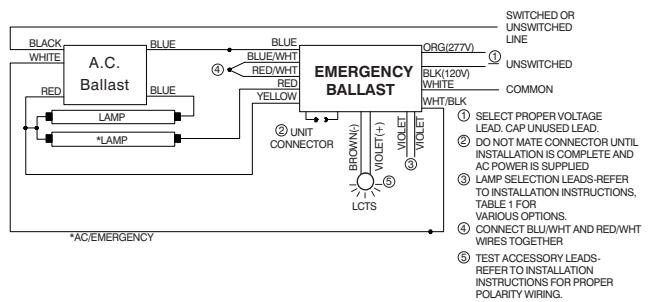 SWITCHED OR
UNSWITCHED
LINE
BLACK
BLUE
BLUE
ORG(277V)
①
WHITE
A.C.
Ballast
BLUE/WHT
④
RED/WHT
EMERGENCY
BALLAST
UNSWITCHED
BLK(120V)
RED
BLUE
RED
WHITE
COMMON
YELLOW
WHT/BLK
LAMP
*LAMP
② UNIT
CONNECTOR
BROWN(-)
VIOLET(+)
VIOLET
VIOLET
③
⑤
LCTS
*AC/EMERGENCY
① SELECT PROPER VOLTAGE
LEAD. CAP UNUSED LEAD.
② DO NOT MATE CONNECTOR UNTIL
INSTALLATION IS COMPLETE AND
AC POWER IS SUPPLIED
③ LAMP SELECTION LEADS-REFER
TO INSTALLATION INSTRUCTIONS,
TABLE 1 FOR
VARIOUS OPTIONS.
④ CONNECT BLU/WHT AND RED/WHT
WIRES TOGETHER
⑤ TEST ACCESSORY LEADS-
REFER TO INSTALLATION
INSTRUCTIONS FOR PROPER
POLARITY WIRING.